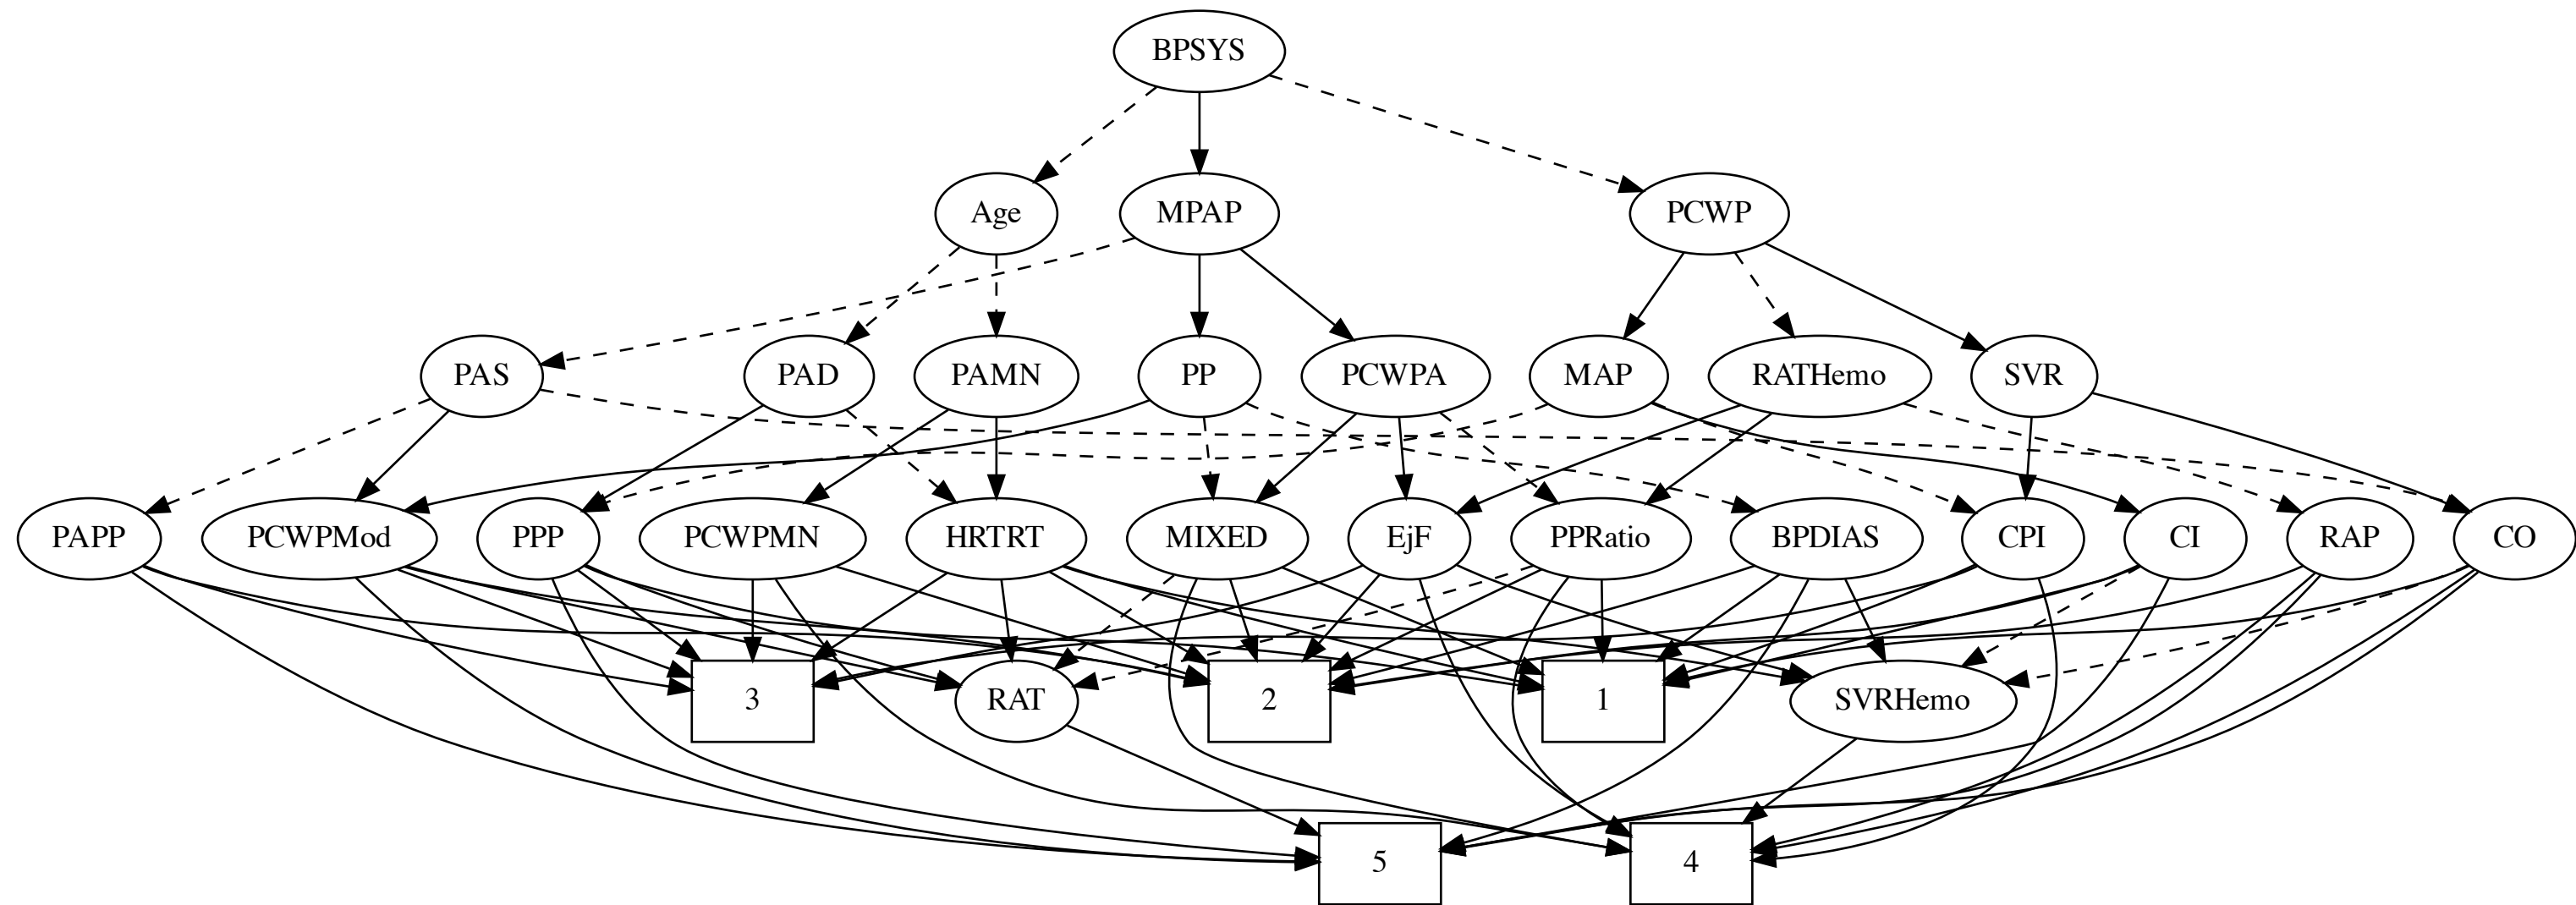 BPSYS
Age
MPAP
PCWP
PAS
PAD
PAMN
PP
PCWPA
MAP
RATHemo
SVR
PAPP
PCWPMod
PPP
PCWPMN
HRTRT
MIXED
EjF
PPRatio
BPDIAS
CPI
CI
RAP
CO
3
RAT
2
1
SVRHemo
5
4